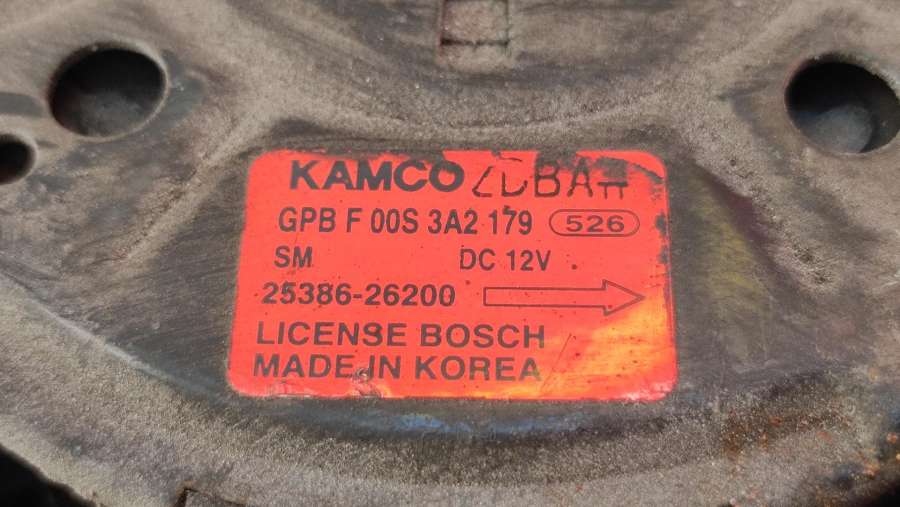 KAMCO
GPB F 00S 3A2 179 526
SM DC 12V
25386-26200
LICENSE BOSCH
MADE IN KOREA